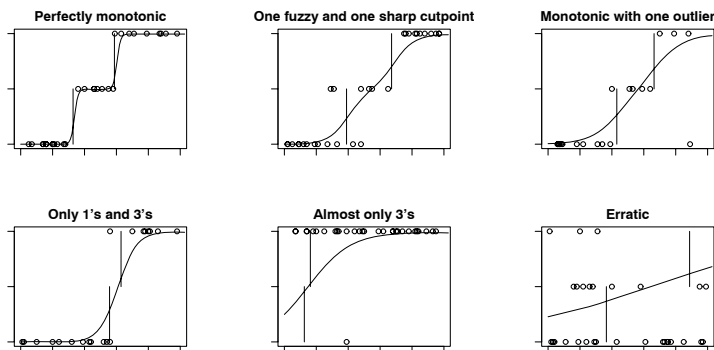 Perfectly monotonic
One fuzzy and one sharp cutpoint
Monotonic with one outlier
Only 1's and 3's
Almost only 3's
Erratic